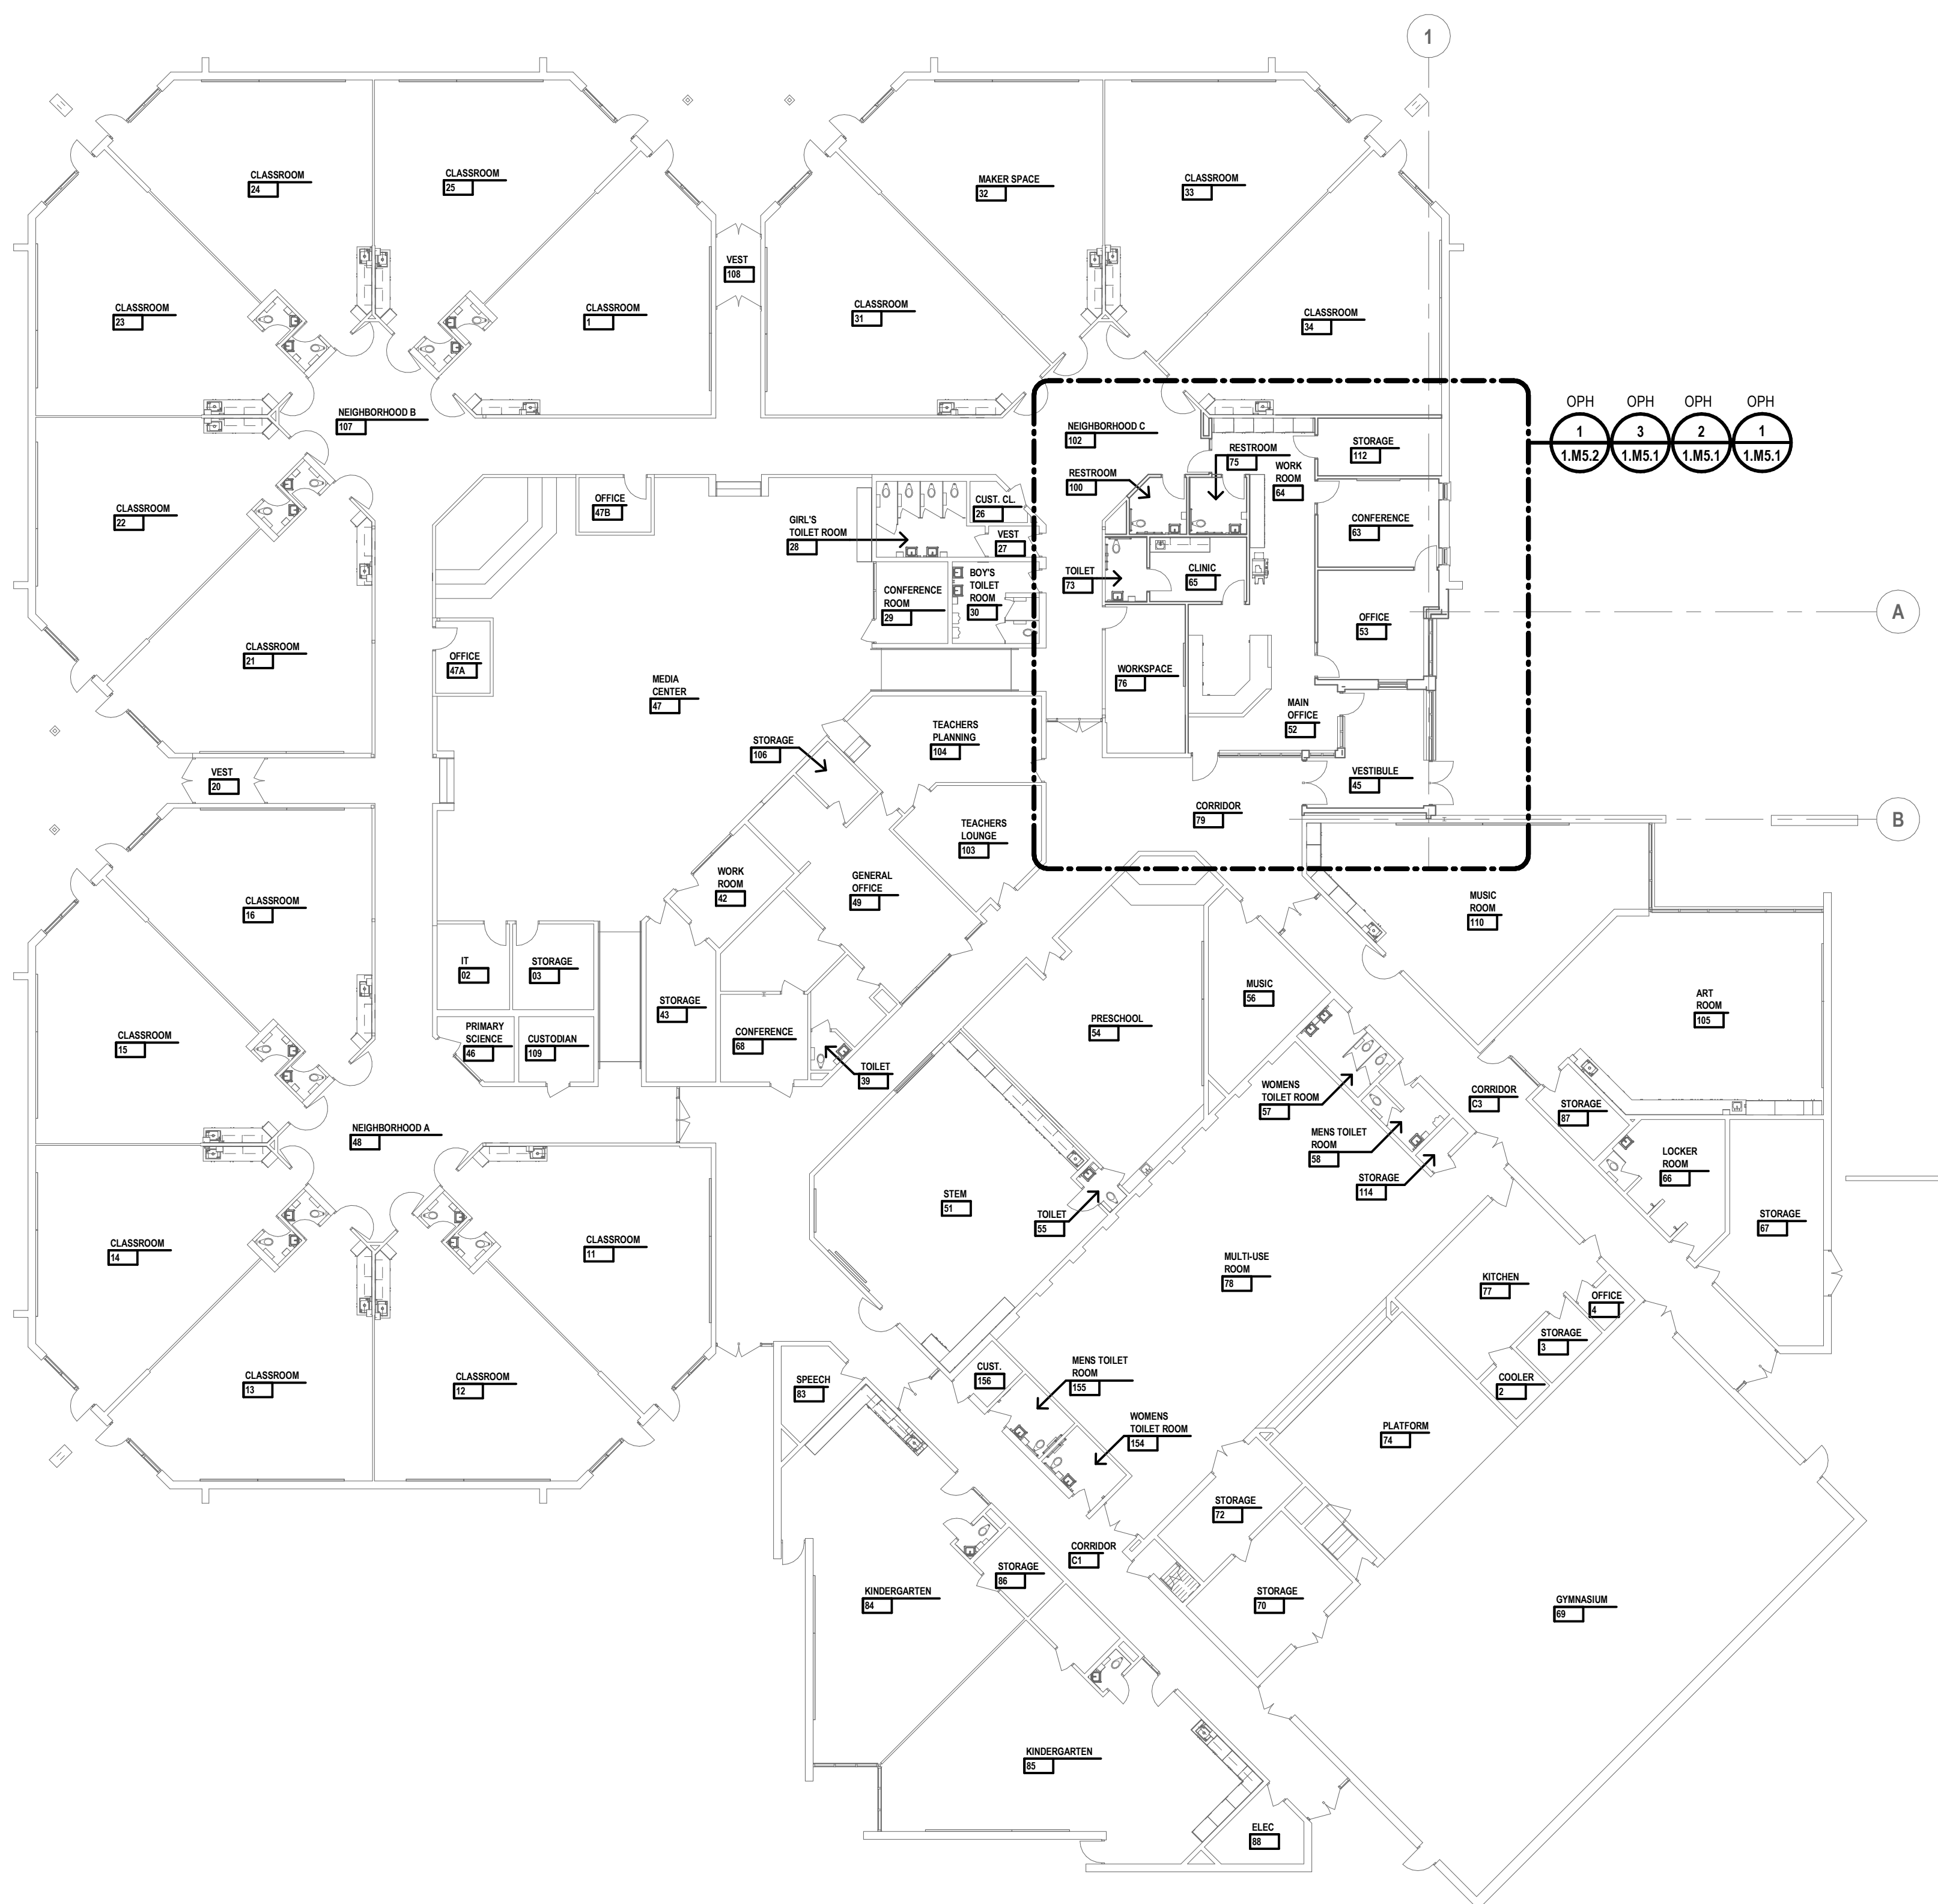 1
CLASSROOM
24
CLASSROOM
25
MAKER SPACE
32
CLASSROOM
33
VEST
108
CLASSROOM
23
CLASSROOM
1
CLASSROOM
31
CLASSROOM
34
NEIGHBORHOOD B
107
NEIGHBORHOOD C
102
OPH
1
1.M5.2
OPH
3
1.M5.1
OPH
2
1.M5.1
OPH
1
1.M5.1
RESTROOM
75
STORAGE
112
RESTROOM
100
WORK
ROOM
64
OFFICE
47B
CUST. CL.
26
CLASSROOM
22
GIRL'S
TOILET ROOM
28
VEST
27
CONFERENCE
63
TOILET
73
CLINIC
65
BOY'S
TOILET
ROOM
30
CONFERENCE
ROOM
29
A
OFFICE
53
CLASSROOM
21
OFFICE
47A
WORKSPACE
76
MEDIA
CENTER
47
MAIN
OFFICE
52
TEACHERS
PLANNING
104
STORAGE
106
VEST
20
VESTIBULE
45
CORRIDOR
79
B
TEACHERS
LOUNGE
103
WORK
ROOM
42
GENERAL
OFFICE
49
CLASSROOM
16
MUSIC
ROOM
110
IT
02
STORAGE
03
STORAGE
43
MUSIC
56
ART
ROOM
105
PRESCHOOL
54
PRIMARY
SCIENCE
46
CUSTODIAN
109
CONFERENCE
68
CLASSROOM
15
TOILET
39
WOMENS
TOILET ROOM
57
CORRIDOR
C3
STORAGE
87
NEIGHBORHOOD A
48
MENS TOILET
ROOM
58
LOCKER
ROOM
66
STORAGE
114
STEM
51
TOILET
55
STORAGE
67
CLASSROOM
14
CLASSROOM
11
MULTI-USE
ROOM
78
KITCHEN
77
OFFICE
4
STORAGE
3
CLASSROOM
13
CLASSROOM
12
SPEECH
83
CUST.
156
MENS TOILET
ROOM
155
COOLER
2
WOMENS
TOILET ROOM
154
PLATFORM
74
STORAGE
72
CORRIDOR
C1
STORAGE
86
KINDERGARTEN
84
STORAGE
70
GYMNASIUM
69
KINDERGARTEN
85
ELEC
88